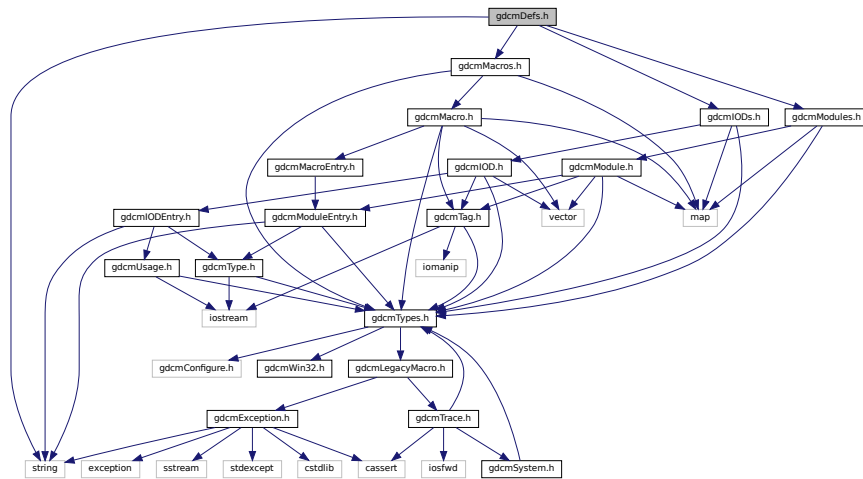 gdcmDefs.h
gdcmMacros.h
gdcmMacro.h
gdcmIODs.h
gdcmModules.h
gdcmMacroEntry.h
gdcmIOD.h
gdcmModule.h
gdcmIODEntry.h
gdcmModuleEntry.h
gdcmTag.h
vector
map
gdcmUsage.h
gdcmType.h
iomanip
iostream
gdcmTypes.h
gdcmConfigure.h
gdcmWin32.h
gdcmLegacyMacro.h
gdcmException.h
gdcmTrace.h
string
exception
sstream
stdexcept
cstdlib
cassert
iosfwd
gdcmSystem.h